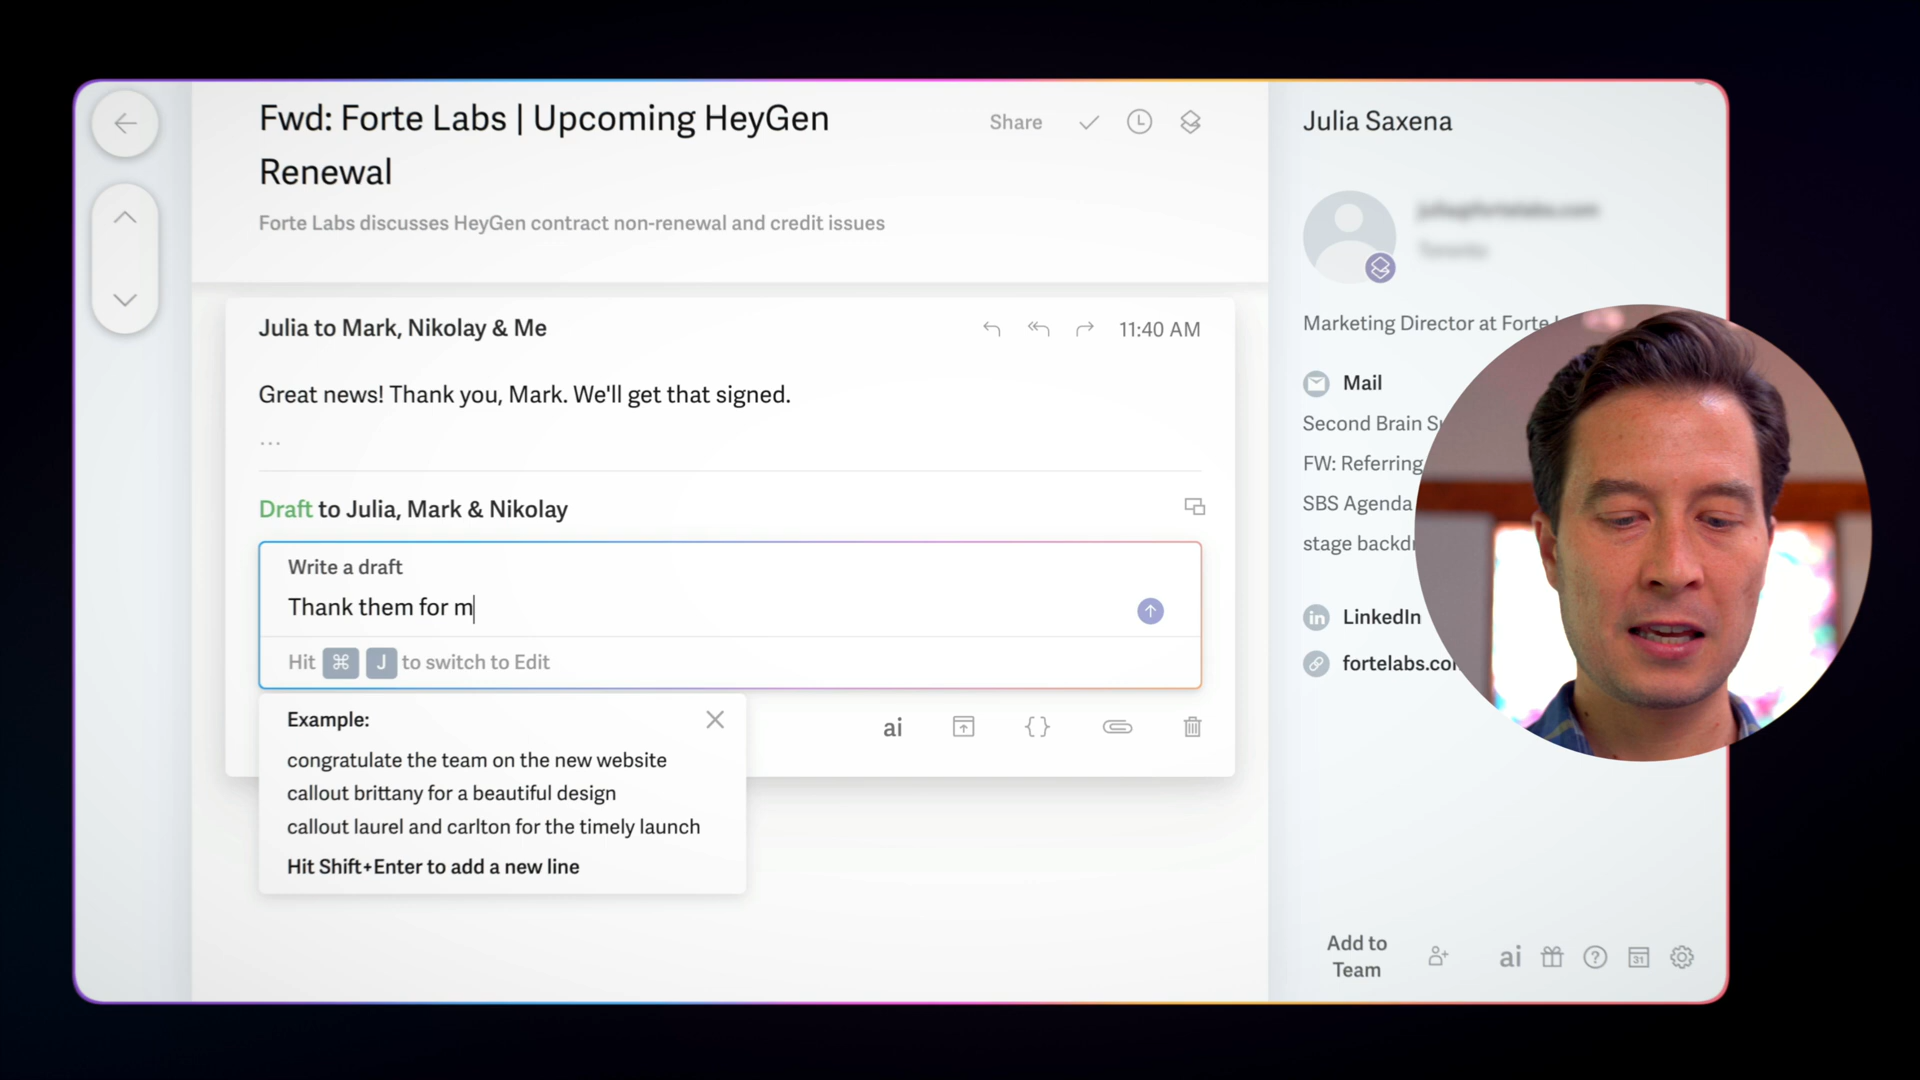 Fwd: Forte Labs | Upcoming HeyGen
Renewal
Share
Forte Labs discusses HeyGen contract non-renewal and credit issues
Julia to Mark, Nikolay & Me
11:40 AM
Great news! Thank you, Mark. We'll get that signed.
...
Draft to Julia, Mark & Nikolay
Write a draft
Thank them for m
Hit ⌘ J to switch to Edit
Example:
congratulate the team on the new website
callout brittany for a beautiful design
callout laurel and carlton for the timely launch
Hit Shift+Enter to add a new line
ai
Julia Saxena
Marketing Director at Forte
Mail
Second Brain
FW: Referring
SBS Agenda
stage
LinkedIn
in
Add to
Team
ai
31